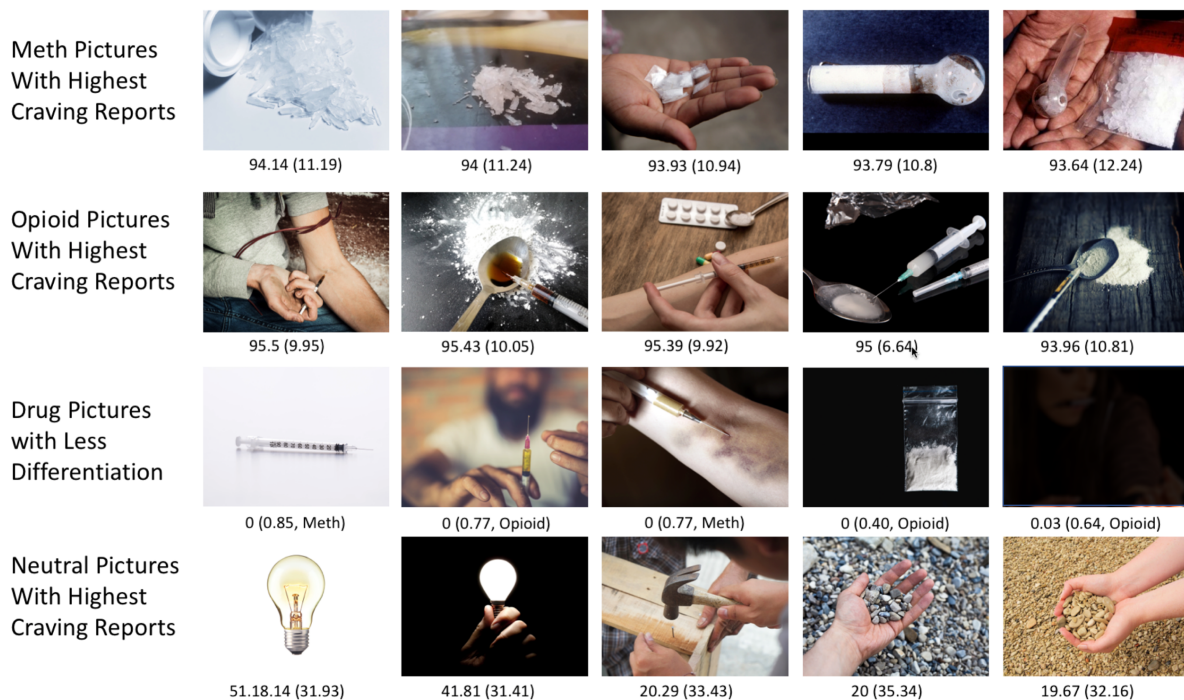 Meth Pictures
With Highest
Craving Reports
94.14 (11.19)
94 (11.24)
93.93 (10.94)
93.79 (10.8)
93.64 (12.24)
Opioid Pictures
With Highest
Craving Reports
95.5 (9.95)
95.43 (10.05)
95.39 (9.92)
95 (6.64)
93.96 (10.81)
Drug Pictures
with Less
Differentiation
0 (0.85, Meth)
0 (0.77, Opioid)
0 (0.77, Meth)
0 (0.40, Opioid)
0.03 (0.64, Opioid)
Neutral Pictures
With Highest
Craving Reports
51.18.14 (31.93)
41.81 (31.41)
20.29 (33.43)
20 (35.34)
19.67 (32.16)